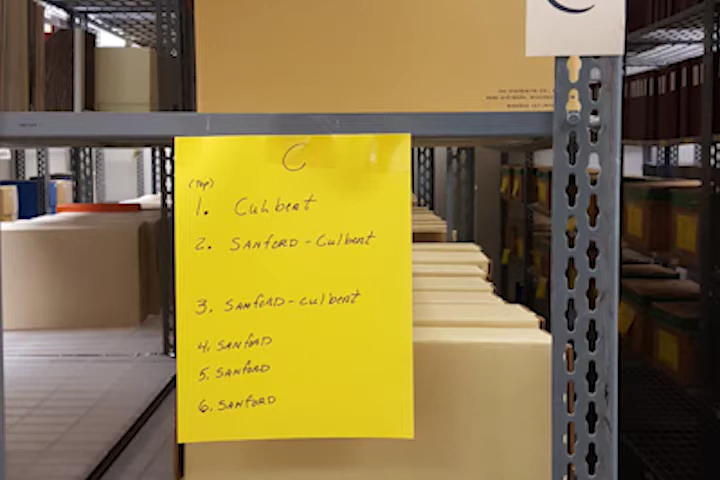 C
C
(Top)
1. Culbert
2. SANFORD - Culbert
3. SANFORD - Culbert
4. SANFORD
5. SANFORD
6. SANFORD